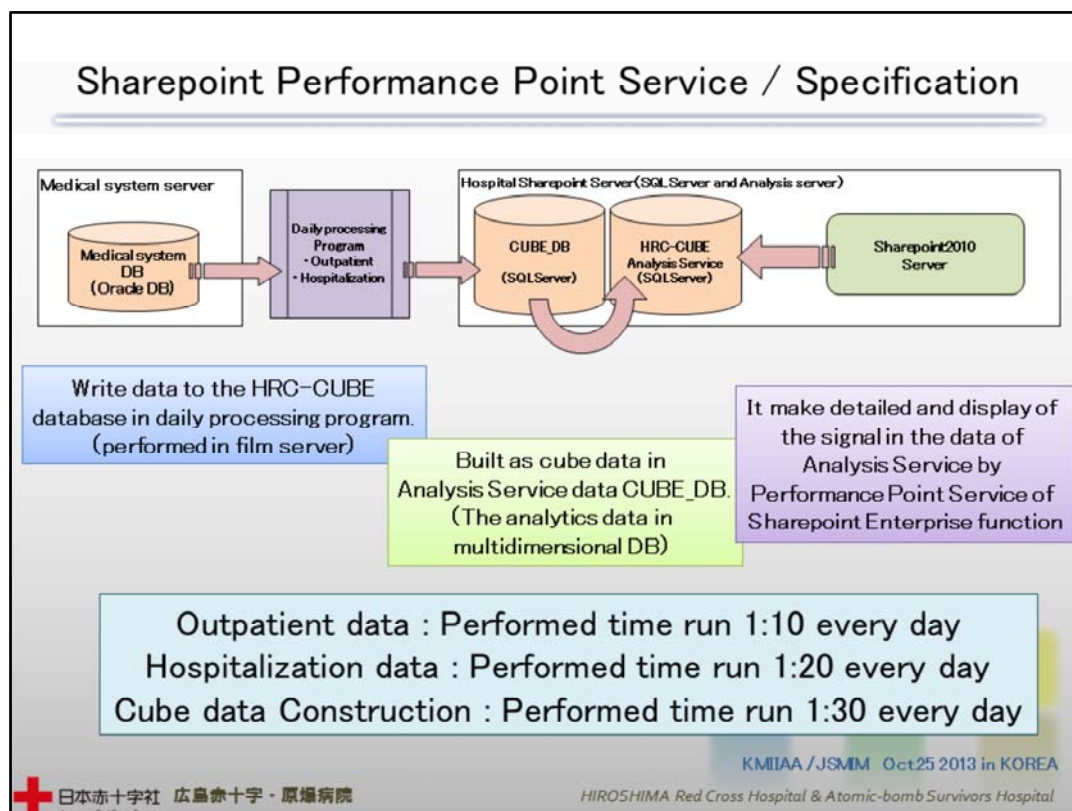 Sharepoint Performance Point Service / Specification
Medical system server
Medical system
DB
(Oracle DB)
Daily processing
Program
・Outpatient
・Hospitalization
Hospital Sharepoint Server(SQLServer and Analysis server)
CUBE_DB
(SQLServer)
HRC-CUBE
Analysis Service
(SQLServer)
Sharepoint2010
Server
Write data to the HRC-CUBE
database in daily processing program.
(performed in film server)
Built as cube data in
Analysis Service data CUBE_DB.
(The analytics data in
multidimensional DB)
It make detailed and display of
the signal in the data of
Analysis Service by
Performance Point Service of
Sharepoint Enterprise function
Outpatient data : Performed time run 1:10 every day
Hospitalization data : Performed time run 1:20 every day
Cube data Construction : Performed time run 1:30 every day
KMIIAA /JSMIM Oct.25 2013 in KOREA
日本赤十字社 広島赤十字・原爆病院
HIROSHIMA Red Cross Hospital & Atomic-bomb Survivors Hospital